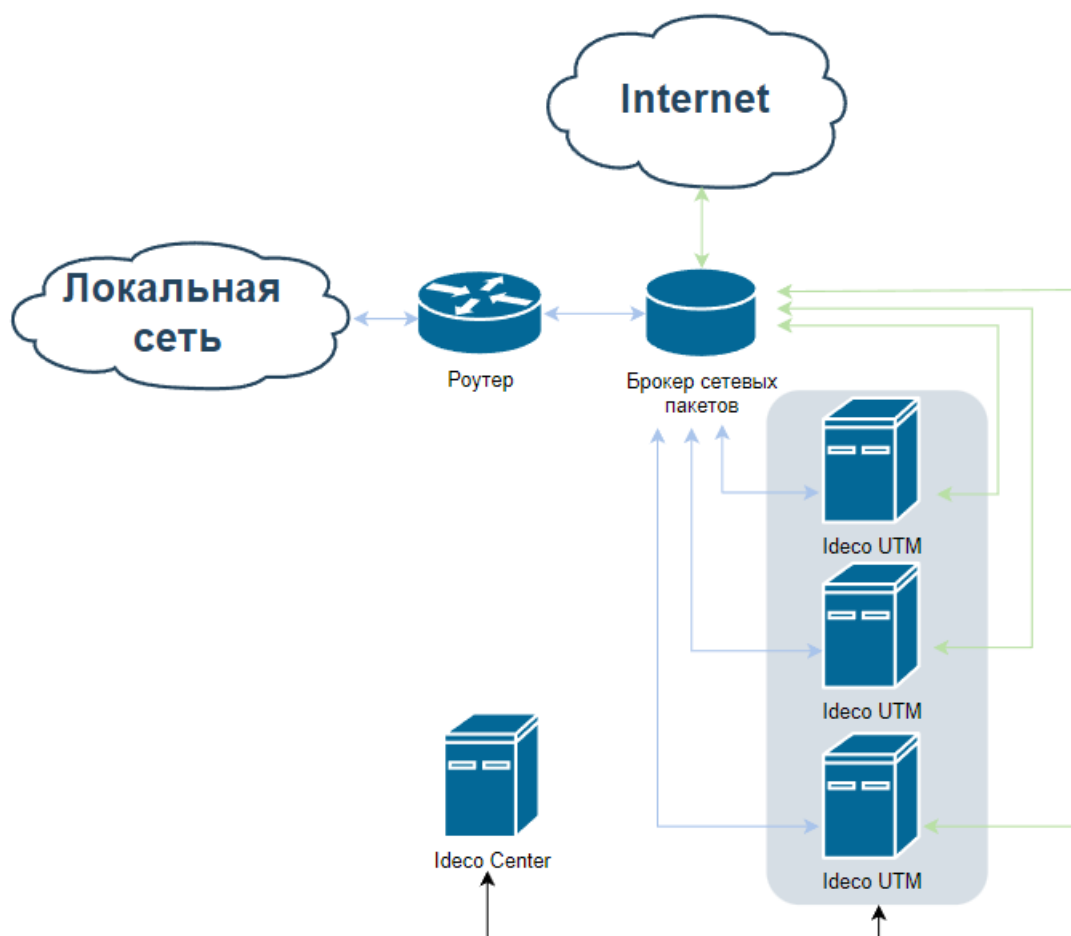 Internet
Локальная
сеть
Роутер
Брокер сетевых
пакетов
Ideco UTM
Ideco UTM
Ideco Center
Ideco UTM